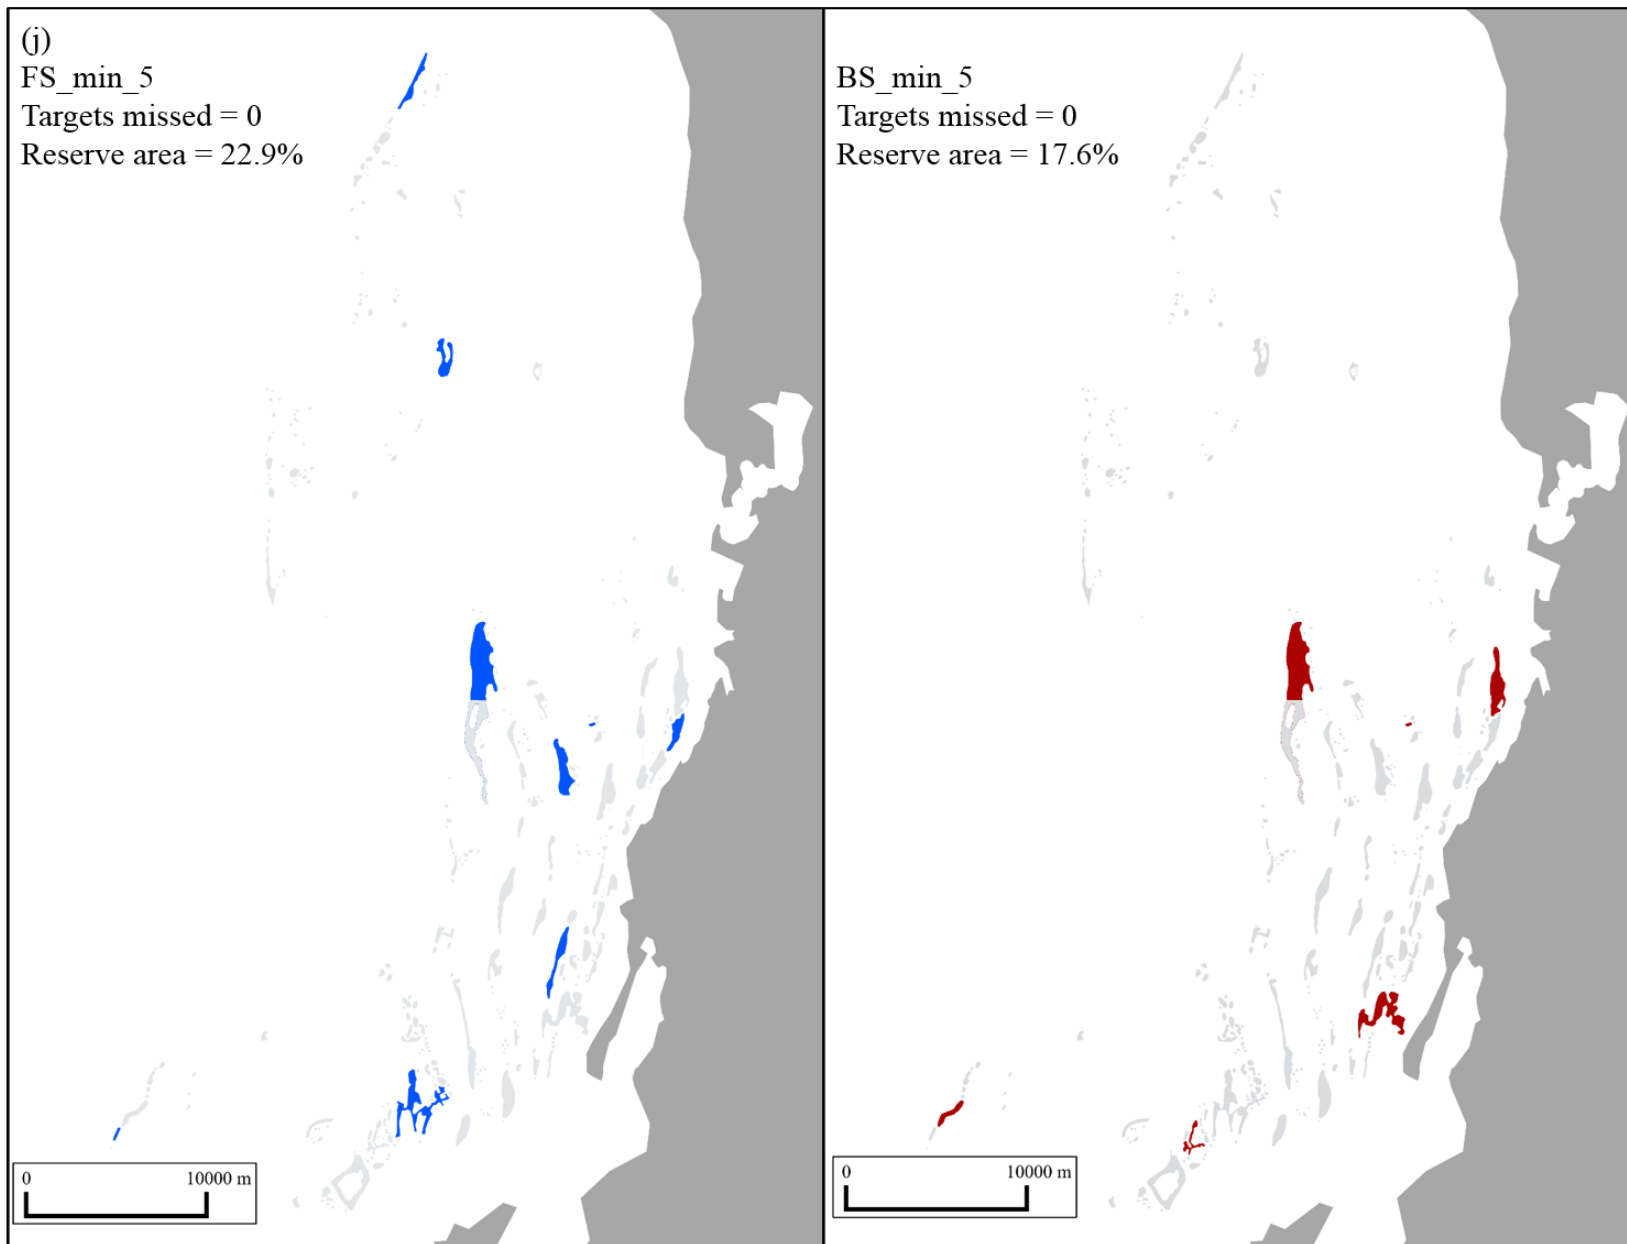 (j)
FS_min_5
Targets missed = 0
Reserve area = 22.9%
0 10000 m
BS_min_5
Targets missed = 0
Reserve area = 17.6%
0 10000 m